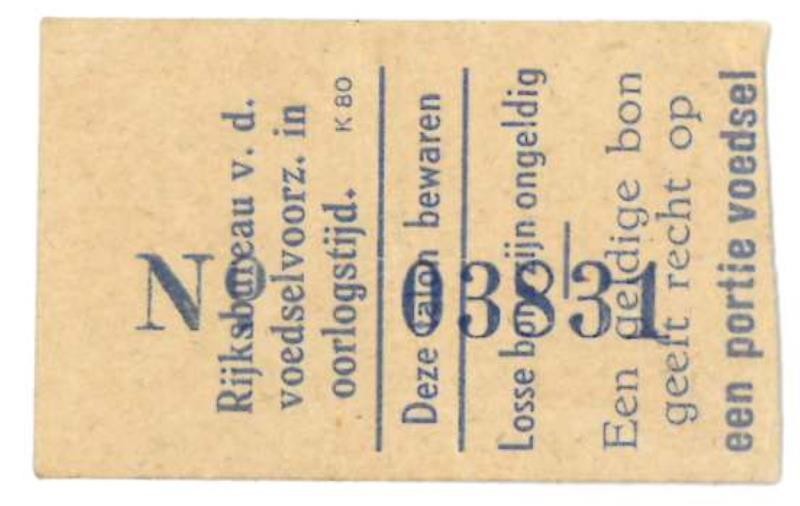 Rijksbureau v. d.
voedselvoorz. in
oorlogstijd.
K 80
Deze talon bewaren
Losse bonnen zijn ongeldig
Een geldige bon
geeft recht op
een portie voedsel
No 03831